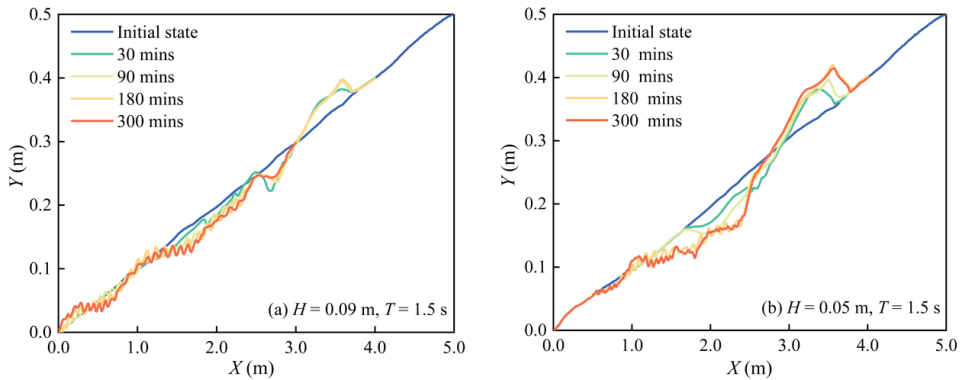 0.5
0.4
0.3
0.2
0.1
0.0
Y (m)
Initial state
30 mins
90 mins
180 mins
300 mins
(a) H = 0.09 m, T = 1.5 s
0.0 1.0 2.0 3.0 4.0 5.0
X (m)
0.5
0.4
0.3
0.2
0.1
0.0
Y (m)
Initial state
30 mins
90 mins
180 mins
300 mins
(b) H = 0.05 m, T = 1.5 s
0.0 1.0 2.0 3.0 4.0 5.0
X (m)